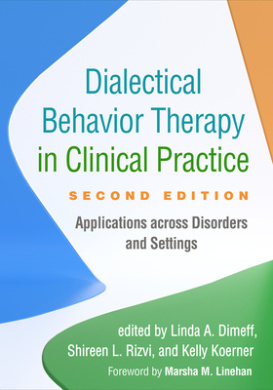 Dialectical
Behavior Therapy
in Clinical Practice
SECOND EDITION
Applications across Disorders
and Settings
edited by Linda A. Dimeff,
Shireen L. Rizvi, and Kelly Koerner
Foreword by Marsha M. Linehan